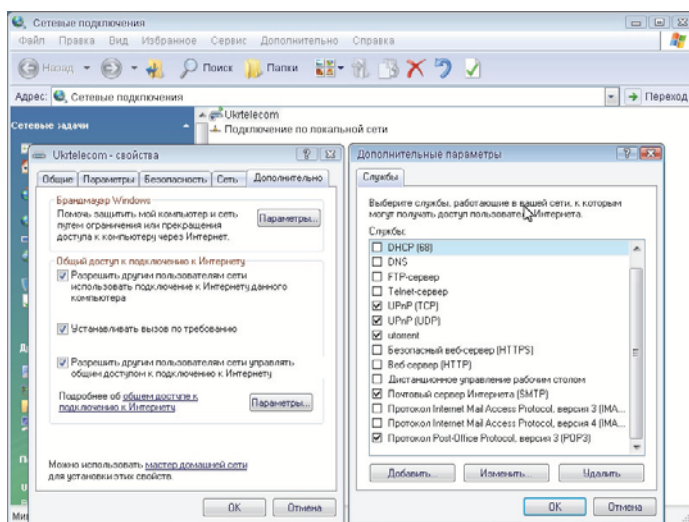 Сетевые подключения
Файл Правка Вид Избранное Сервис Дополнительно Справка
Назад Поиск Папки
Адрес: Сетевые подключения Переход
Сетевые задачи
Ukrtelecom
Подключение по локальной сети
Ukrtelecom - свойства
Общие Параметры Безопасность Сеть Дополнительно
Брандмауэр Windows
Помочь защитить мой компьютер и сеть
путем ограничения или прекращения
доступа к компьютеру через Интернет.
Параметры...
Общий доступ к подключению к Интернету
Разрешить другим пользователям сети
использовать подключение к Интернету данного
компьютера
Устанавливать вызов по требованию
Разрешить другим пользователям сети управлять
общим доступом к подключению к Интернету
Подробнее об общем доступе к
подключению к Интернету.
Параметры...
Можно использовать мастер домашней сети
для установки этих свойств.
OK Отмена
Дополнительные параметры
Службы
Выберите службы, работающие в вашей сети, к которым
могут получать доступ пользователи Интернета.
Службы:
DHCP (68)
DNS
FTP-сервер
Telnet-сервер
UPnP (TCP)
UPnP (UDP)
utorrent
Безопасный веб-сервер (HTTPS)
Веб-сервер (HTTP)
Дистанционное управление рабочим столом
Почтовый сервер Интернета (SMTP)
Протокол Internet Mail Access Protocol, версия 3 (IMA...
Протокол Internet Mail Access Protocol, версия 4 (IMA...
Протокол Post-Office Protocol, версия 3 (POP3)
Добавить... Изменить... Удалить
OK Отмена